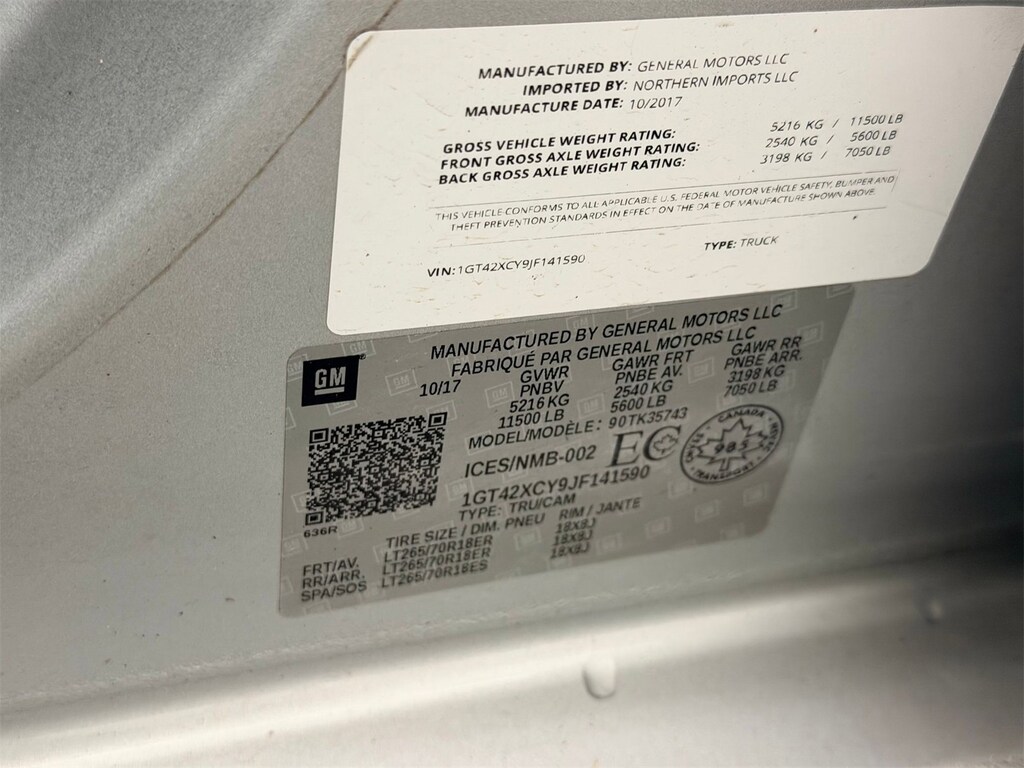 MANUFACTURED BY: GENERAL MOTORS LLC
IMPORTED BY: NORTHERN IMPORTS LLC
MANUFACTURE DATE: 10/2017
GROSS VEHICLE WEIGHT RATING: 5216 KG / 11500 LB
FRONT GROSS AXLE WEIGHT RATING: 2540 KG / 5600 LB
BACK GROSS AXLE WEIGHT RATING: 3198 KG / 7050 LB
THIS VEHICLE CONFORMS TO ALL APPLICABLE U.S. FEDERAL MOTOR VEHICLE SAFETY, BUMPER AND
THEFT PREVENTION STANDARDS IN EFFECT ON THE DATE OF MANUFACTURE SHOWN ABOVE.
VIN: 1GT42XCY9JF141590 TYPE: TRUCK
GM
MANUFACTURED BY GENERAL MOTORS LLC
FABRIQUÉ PAR GENERAL MOTORS LLC
10/17 GVWR GAWR FRT GAWR RR
PNBV PNBE AV. PNBE ARR.
5216 KG 2540 KG 3198 KG
11500 LB 5600 LB 7050 LB
MODEL/MODÈLE: 90TK35743
ICES/NMB-002 EC
CANADA
983
TRANSPORT
1GT42XCY9JF141590
TYPE: TRU/CAM
636R
TIRE SIZE / DIM. PNEU RIM / JANTE
FRT/AV. LT265/70R18ER 18X8J
RR/ARR. LT265/70R18ER 18X8J
SPA/SOS LT265/70R18ES 18X8J